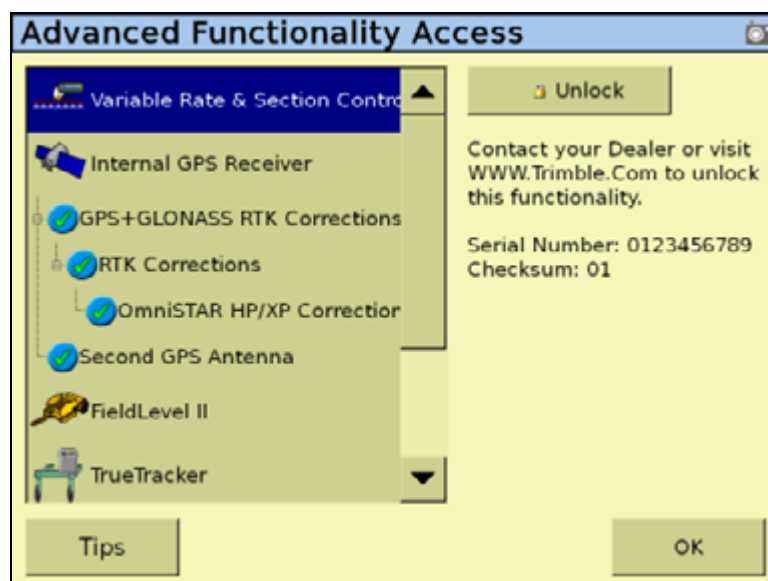 Advanced Functionality Access
Variable Rate & Section Contro
Internal GPS Receiver
GPS+GLONASS RTK Corrections
RTK Corrections
OmniSTAR HP/XP Correction
Second GPS Antenna
FieldLevel II
TrueTracker
Unlock
Contact your Dealer or visit
WWW.Trimble.Com to unlock
this functionality.
Serial Number: 0123456789
Checksum: 01
Tips
OK